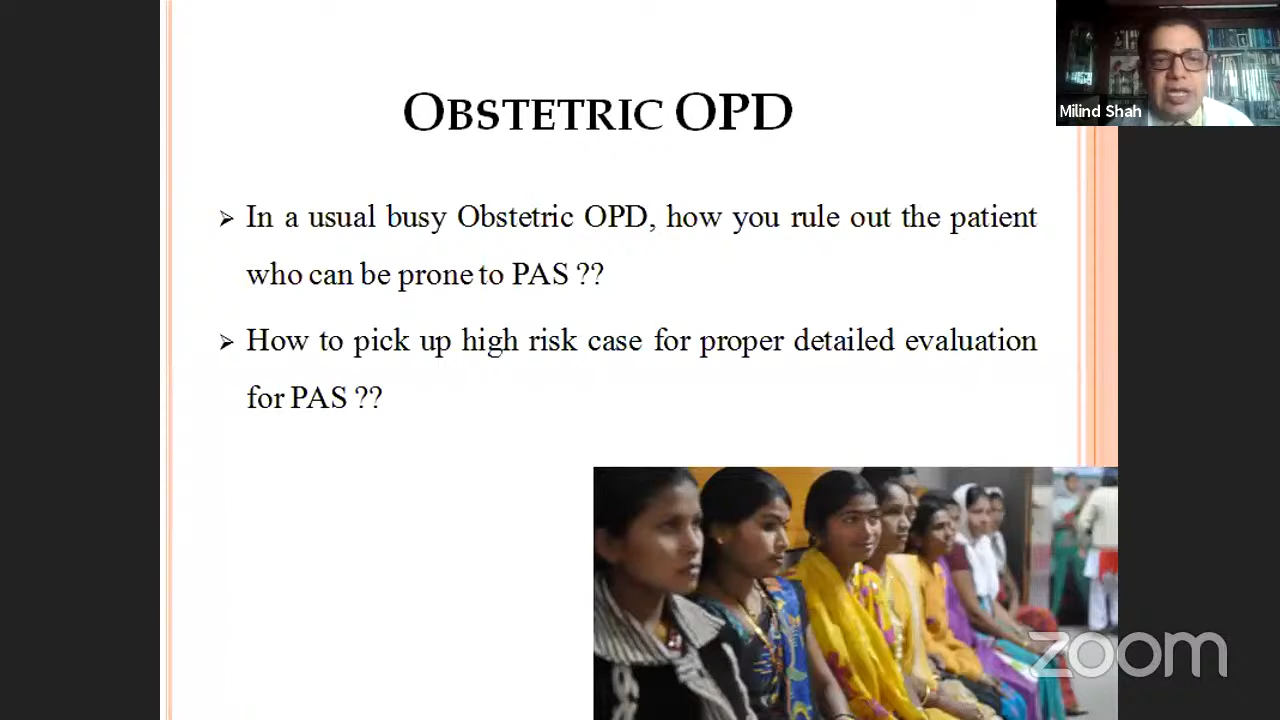 Milind Shah
OBSTETRIC OPD
➢ In a usual busy Obstetric OPD, how you rule out the patient
who can be prone to PAS ??
➢ How to pick up high risk case for proper detailed evaluation
for PAS ??
zoom